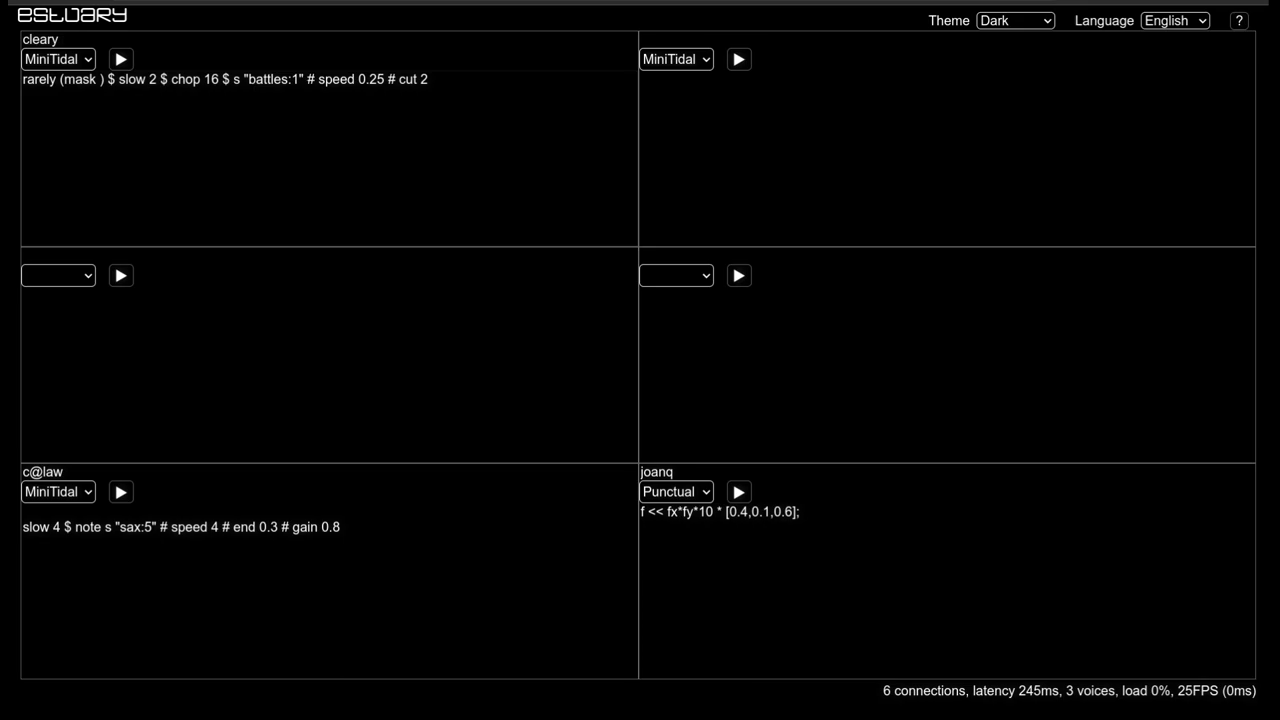 estuary
Theme Dark Language English ?
cleary
MiniTidal
rarely (mask ) $ slow 2 $ chop 16 $ s "battles:1" # speed 0.25 # cut 2
MiniTidal
c@law
MiniTidal
slow 4 $ note s "sax:5" # speed 4 # end 0.3 # gain 0.8
joanq
Punctual
f << fx*fy*10 * [0.4,0.1,0.6];
6 connections, latency 245ms, 3 voices, load 0%, 25FPS (0ms)